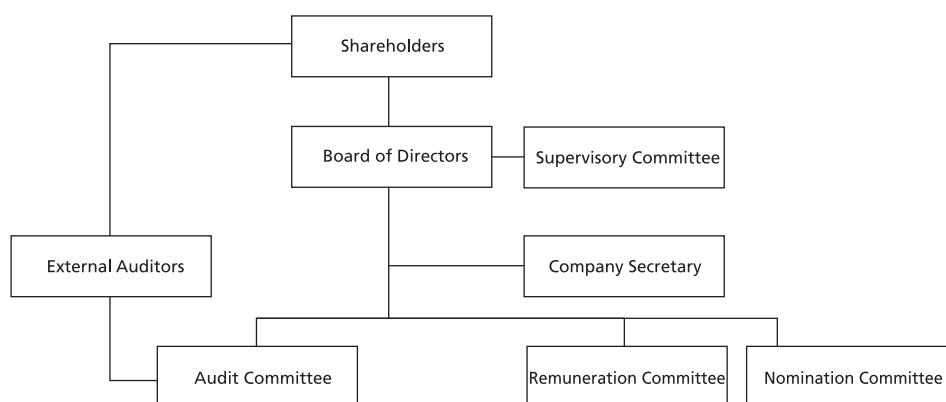 Shareholders
Board of Directors
Supervisory Committee
External Auditors
Company Secretary
Audit Committee
Remuneration Committee
Nomination Committee